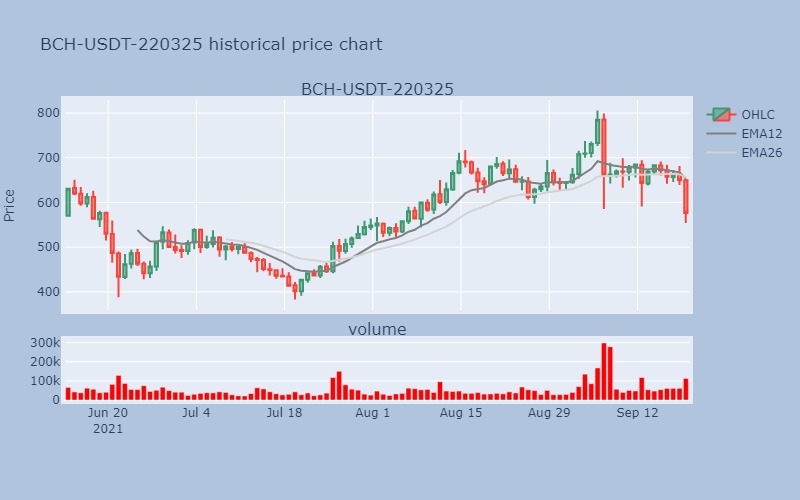 BCH-USDT-220325 historical price chart
BCH-USDT-220325
800
700
600
500
400
Price
OHLC
EMA12
EMA26
volume
300k
200k
100k
0
Jun 20
2021
Jul 4
Jul 18
Aug 1
Aug 15
Aug 29
Sep 12